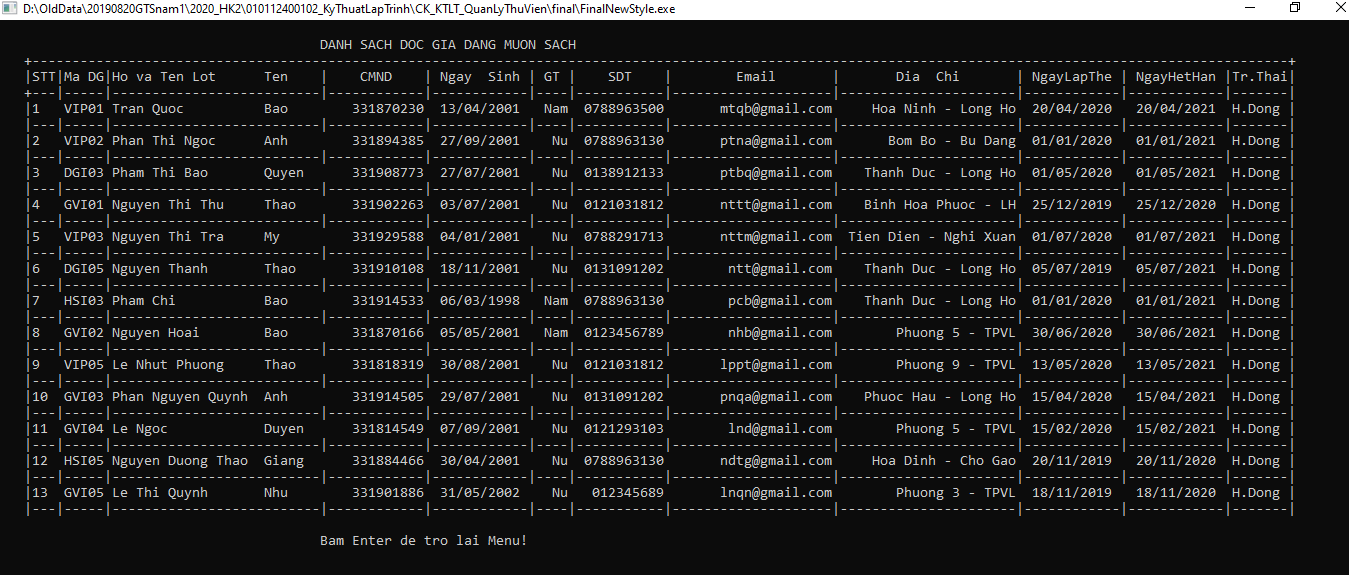 D:\OldData\20190820GTSnam1\2020_HK2\010112400102_KyThuatLapTrinh\CK_KTLT_QuanLyThuVien\final\FinalNewStyle.exe
DANH SACH DOC GIA DANG MUON SACH
|STT|Ma DG|Ho va Ten Lot Ten | CMND | Ngay Sinh | GT | SDT | Email | Dia Chi | NgayLapThe | NgayHetHan |Tr.Thai|
|1 VIP01 Tran Quoc Bao 331870230 13/04/2001 Nam 0788963500 mtqb@gmail.com Hoa Ninh - Long Ho 20/04/2020 20/04/2021 H.Dong |
|2 VIP02 Phan Thi Ngoc Anh 331894385 27/09/2001 Nu 0788963130 ptna@gmail.com Bom Bo - Bu Dang 01/01/2020 01/01/2021 H.Dong |
|3 DGI03 Pham Thi Bao Quyen 331908773 27/07/2001 Nu 0138912133 ptbq@gmail.com Thanh Duc - Long Ho 01/05/2020 01/05/2021 H.Dong |
|4 GVI01 Nguyen Thi Thu Thao 331902263 03/07/2001 Nu 0121031812 nttt@gmail.com Binh Hoa Phuoc - LH 25/12/2019 25/12/2020 H.Dong |
|5 VIP03 Nguyen Thi Tra My 331929588 04/01/2001 Nu 0788291713 nttm@gmail.com Tien Dien - Nghi Xuan 01/07/2020 01/07/2021 H.Dong |
|6 DGI05 Nguyen Thanh Thao 331910108 18/11/2001 Nu 0131091202 ntt@gmail.com Thanh Duc - Long Ho 05/07/2019 05/07/2021 H.Dong |
|7 HSI03 Pham Chi Bao 331914533 06/03/1998 Nam 0788963130 pcb@gmail.com Thanh Duc - Long Ho 01/01/2020 01/01/2021 H.Dong |
|8 GVI02 Nguyen Hoai Bao 331870166 05/05/2001 Nam 0123456789 nhb@gmail.com Phuong 5 - TPVL 30/06/2020 30/06/2021 H.Dong |
|9 VIP05 Le Nhut Phuong Thao 331818319 30/08/2001 Nu 0121031812 lppt@gmail.com Phuong 9 - TPVL 13/05/2020 13/05/2021 H.Dong |
|10 GVI03 Phan Nguyen Quynh Anh 331914505 29/07/2001 Nu 0131091202 pnqa@gmail.com Phuoc Hau - Long Ho 15/04/2020 15/04/2021 H.Dong |
|11 GVI04 Le Ngoc Duyen 331814549 07/09/2001 Nu 0121293103 lnd@gmail.com Phuong 5 - TPVL 15/02/2020 15/02/2021 H.Dong |
|12 HSI05 Nguyen Duong Thao Giang 331884466 30/04/2001 Nu 0788963130 ndtg@gmail.com Hoa Dinh - Cho Gao 20/11/2019 20/11/2020 H.Dong |
|13 GVI05 Le Thi Quynh Nhu 331901886 31/05/2002 Nu 012345689 lnqn@gmail.com Phuong 3 - TPVL 18/11/2019 18/11/2020 H.Dong |
Bam Enter de tro lai Menu!